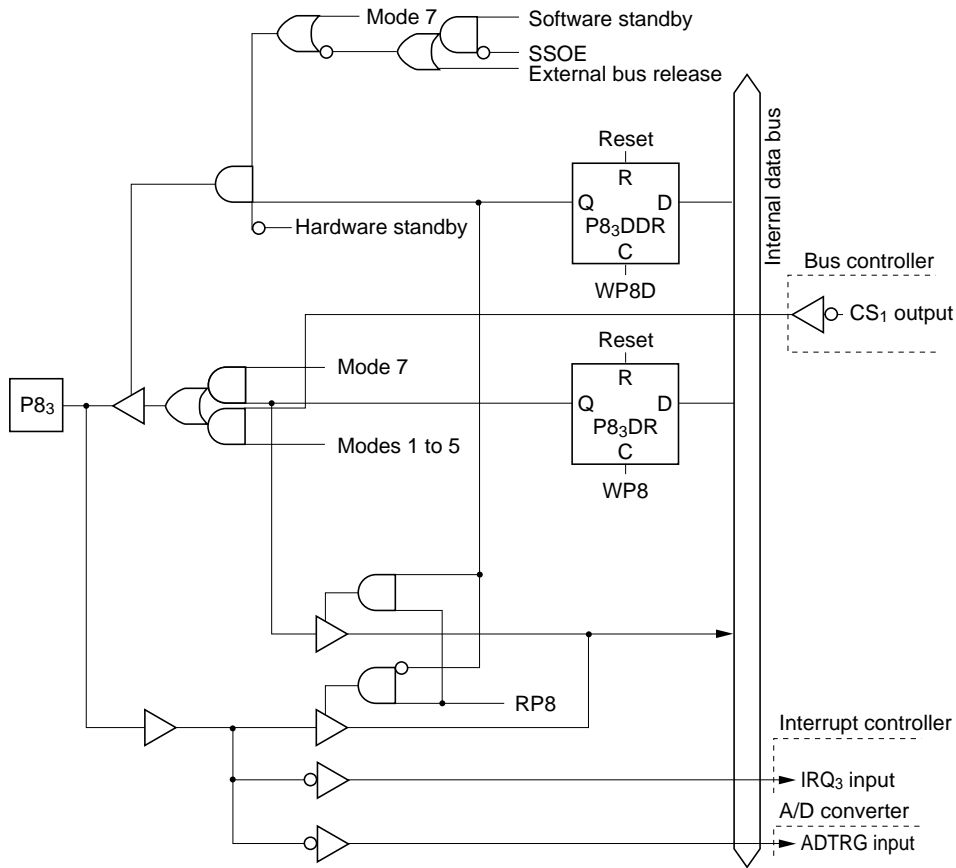 Mode 7
Software standby
SSOE
External bus release
Reset
R
Q D
P8₃DDR
C
WP8D
Hardware standby
Internal data bus
Bus controller
CS₁ output
Reset
R
Q D
P8₃DR
C
WP8
Mode 7
P8₃
Modes 1 to 5
RP8
Interrupt controller
IRQ₃ input
A/D converter
ADTRG input